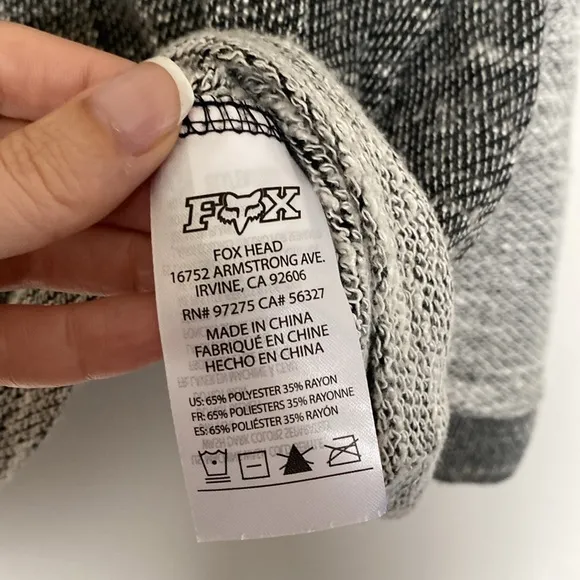 FOX
FOX HEAD
16752 ARMSTRONG AVE.
IRVINE, CA 92606
RN# 97275 CA# 56327
MADE IN CHINA
FABRIQUÉ EN CHINE
HECHO EN CHINA
US: 65% POLYESTER 35% RAYON
FR: 65% POLIESTERS 35% RAYONNE
ES: 65% POLIÉSTER 35% RAYÓN